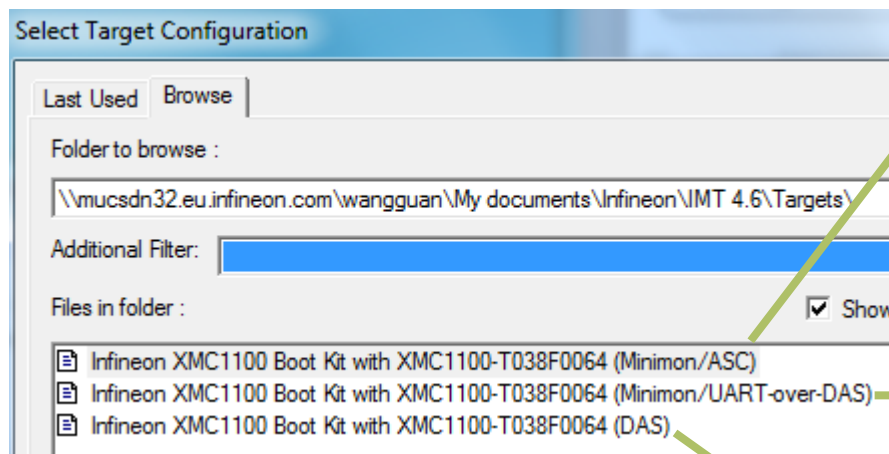 Select Target Configuration
Last Used Browse
Folder to browse :
\\mucsdn32.eu.infineon.com\wangguan\My documents\Infineon\IMT 4.6\Targets\
Additional Filter:
Files in folder : Show
Infineon XMC1100 Boot Kit with XMC1100-T038F0064 (Minimon/ASC)
Infineon XMC1100 Boot Kit with XMC1100-T038F0064 (Minimon/UART-over-DAS)
Infineon XMC1100 Boot Kit with XMC1100-T038F0064 (DAS)